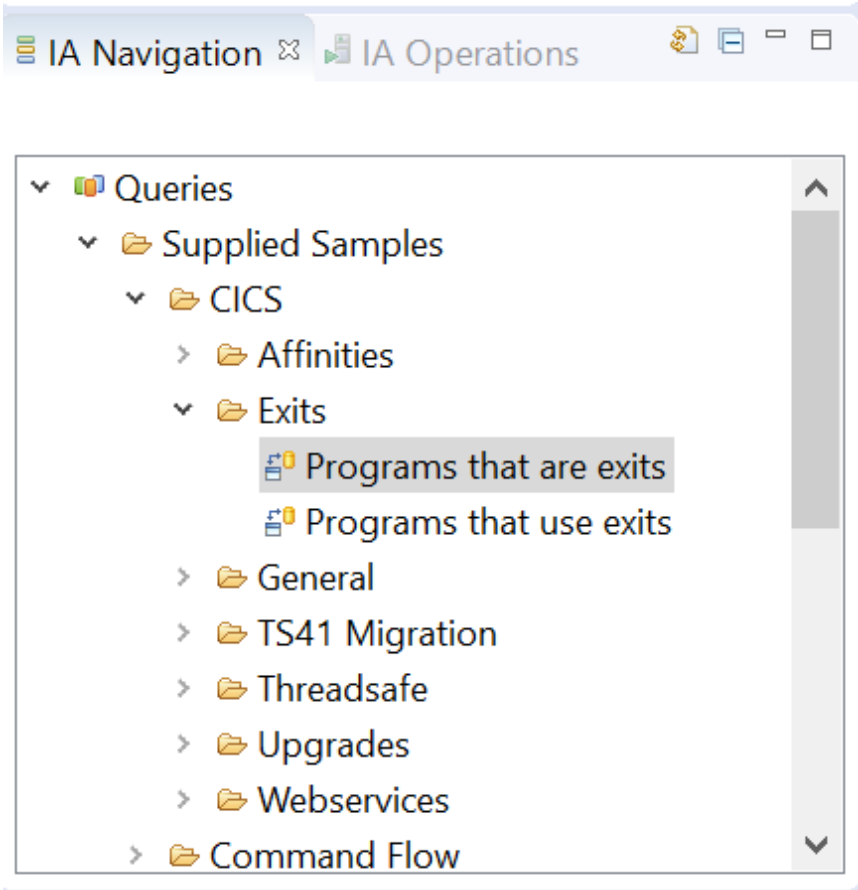 IA Navigation IA Operations
Queries
Supplied Samples
CICS
Affinities
Exits
Programs that are exits
Programs that use exits
General
TS41 Migration
Threadsafe
Upgrades
Webservices
Command Flow